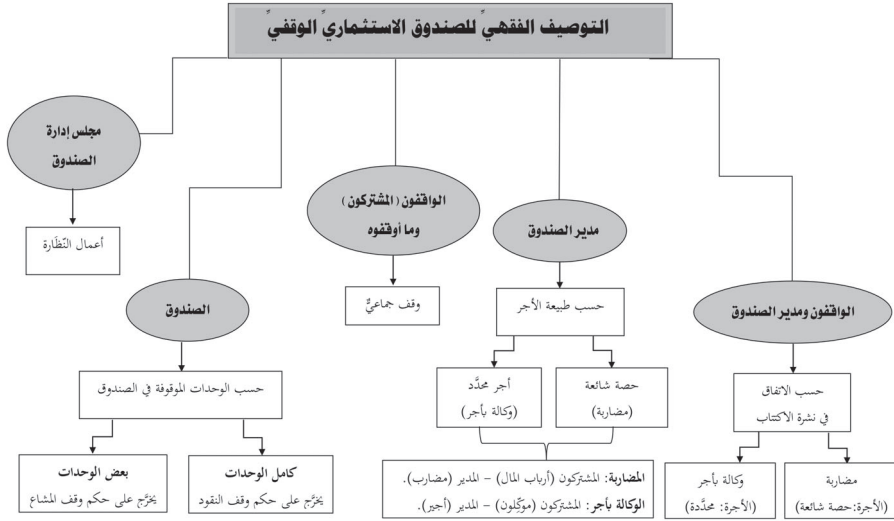 التوصيف الفقهيِّ للصندوق الاستثماريِّ الوقفيِّ
الواقفون ومدير الصندوق
حسب الاتفاق
في نشرة الاكتتاب
مضاربة
(الأجرة:حصة شائعة)
وكالة بأجر
(الأجرة: محدَّدة)
مدير الصندوق
حسب طبيعة الأجر
حصة شائعة
(مضاربة)
أجر محدَّد
(وكالة بأجر)
المضاربة: المشتركون (أرباب المال) – المدير (مضارب).
الوكالة بأجر: المشتركون (موكِّلون) – المدير (أجير).
الواقفون (المشتركون)
وما أوقفوه
وقف جماعيٌّ
الصندوق
حسب الوحدات الموقوفة في الصندوق
كامل الوحدات
يخرَّج على حكم وقف النقود
بعض الوحدات
يخرَّج على حكم وقف المشاع
مجلس إدارة
الصندوق
أعمال النّظَارة